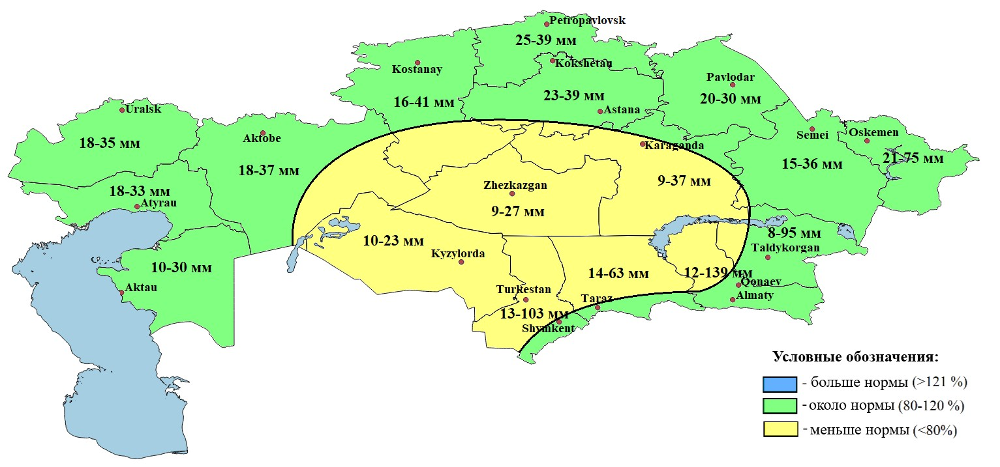 Petropavlovsk
25-39 мм
Kostanay
Kokshetau
Pavlodar
16-41 мм
23-39 мм
20-30 мм
Uralsk
Astana
18-35 мм
Aktobe
Semei
Oskemen
Karaganda
18-37 мм
15-36 мм
21-75 мм
18-33 мм
Atyrau
Zhezkazgan
9-37 мм
9-27 мм
10-23 мм
8-95 мм
Taldykorgan
Kyzylorda
10-30 мм
14-63 мм
12-139 мм
Qonaev
Aktau
Turkestan
Taraz
Almaty
13-103 мм
Shymkent
Условные обозначения:
- больше нормы (>121 %)
-около нормы (80-120 %)
- меньше нормы (<80%)